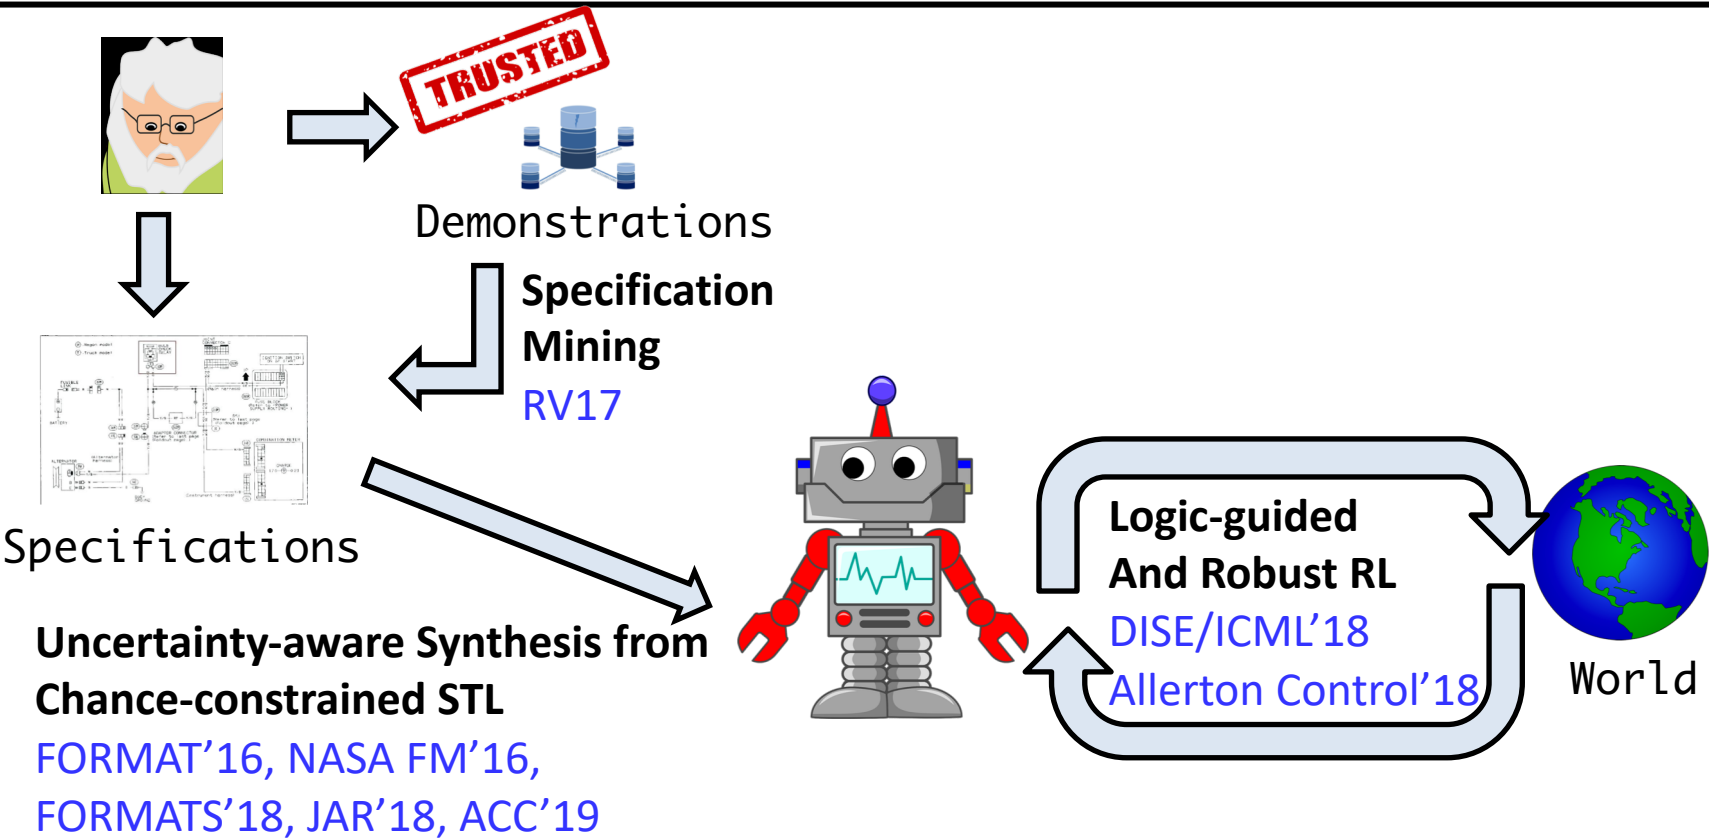 TRUSTED
Demonstrations
Specification
Mining
RV17
Specifications
Uncertainty-aware Synthesis from
Chance-constrained STL
FORMAT’16, NASA FM’16,
FORMATS’18, JAR’18, ACC’19
Logic-guided
And Robust RL
DISE/ICML’18
Allerton Control’18
World